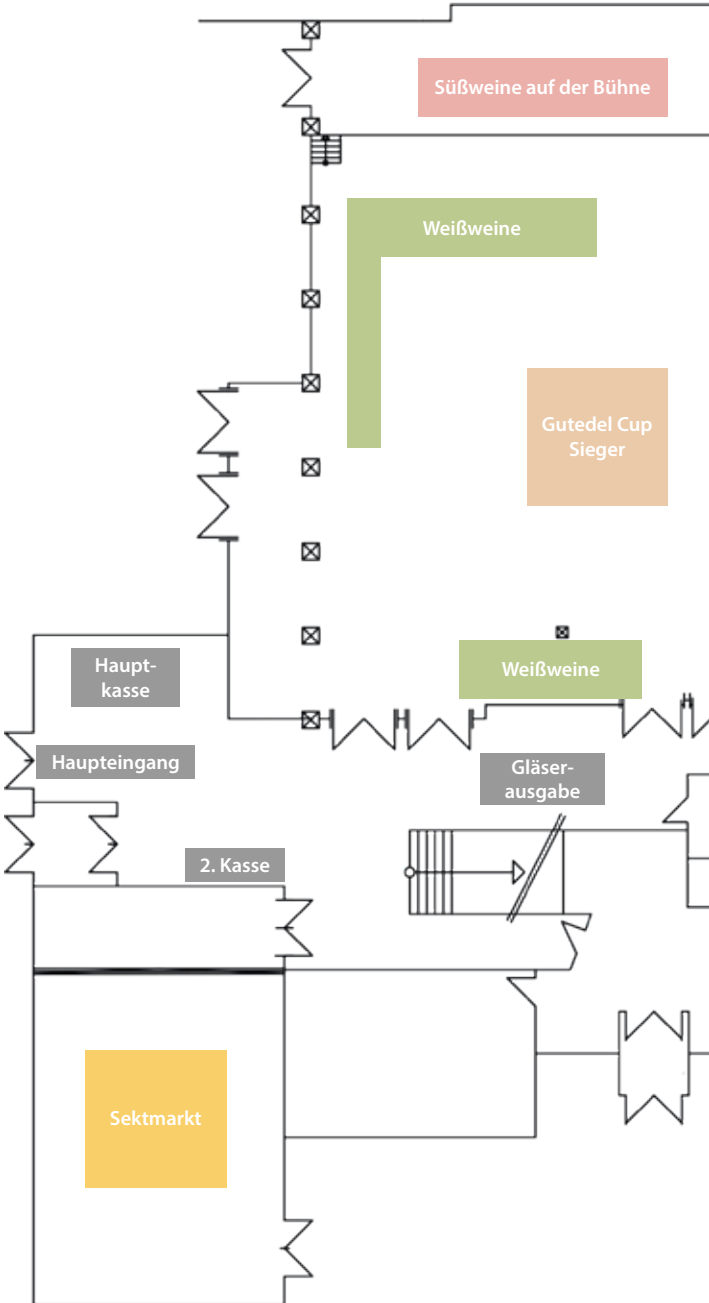 Süßweine auf der Bühne
Weißweine
Gutedel Cup
Sieger
Weißweine
Haupt-
kasse
Haupteingang
Gläser-
ausgabe
2. Kasse
Sektmarkt